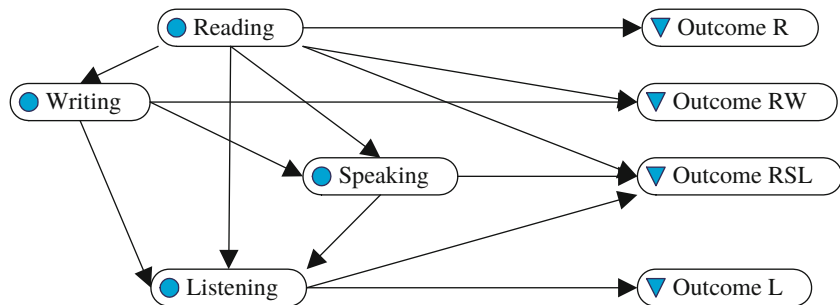 Reading
Outcome R
Writing
Outcome RW
Speaking
Outcome RSL
Listening
Outcome L